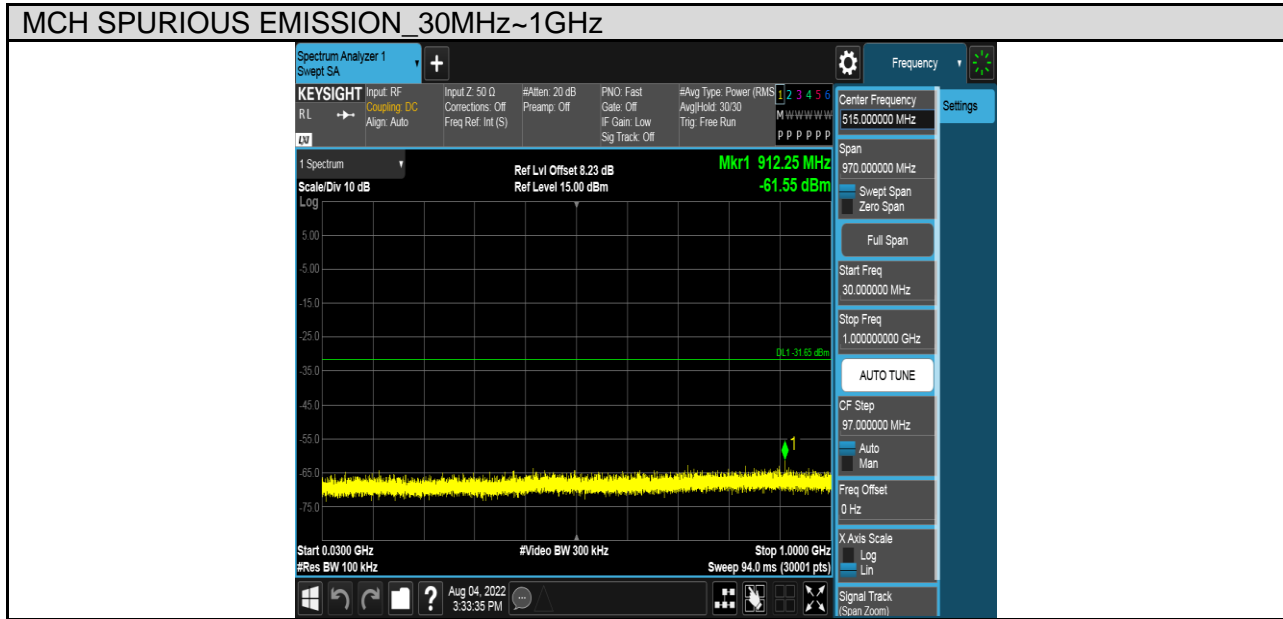 MCH SPURIOUS EMISSION_30MHz~1GHz
Spectrum Analyzer 1
Swept SA
+
Frequency
KEYSIGHT
RL
LXI
Input: RF
Coupling: DC
Align: Auto
Input Z: 50 Ω
Corrections: Off
Freq Ref: Int (S)
#Atten: 20 dB
Preamp: Off
PNO: Fast
Gate: Off
IF Gain: Low
Sig Track: Off
#Avg Type: Power (RMS
Avg|Hold: 30/30
Trig: Free Run
1 2 3 4 5 6
M W W W W W
P P P P P P
1 Spectrum
Scale/Div 10 dB
Log
Ref Lvl Offset 8.23 dB
Ref Level 15.00 dBm
Mkr1 912.25 MHz
-61.55 dBm
5.00
-5.00
-15.0
-25.0
DL1 -31.65 dBm
-35.0
-45.0
-55.0
1
-65.0
-75.0
Start 0.0300 GHz
#Res BW 100 kHz
#Video BW 300 kHz
Stop 1.0000 GHz
Sweep 94.0 ms (30001 pts)
Center Frequency
515.000000 MHz
Settings
Span
970.000000 MHz
Swept Span
Zero Span
Full Span
Start Freq
30.000000 MHz
Stop Freq
1.000000000 GHz
AUTO TUNE
CF Step
97.000000 MHz
Auto
Man
Freq Offset
0 Hz
X Axis Scale
Log
Lin
Signal Track
(Span Zoom)
?
Aug 04, 2022
3:33:35 PM